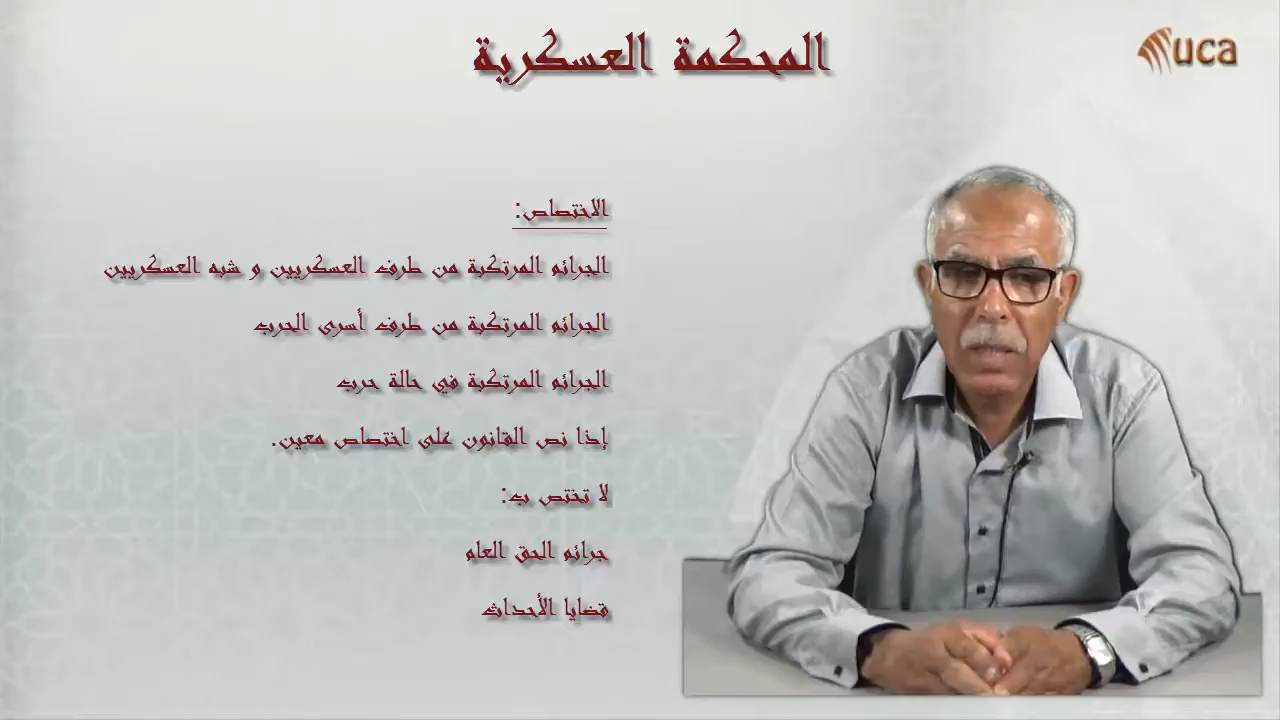 المحكمة العسكرية
uca
الاختصاص:
الجرائم المرتكبة من طرف العسكريين و شبه العسكريين
الجرائم المرتكبة من طرف أسرى الحرب
الجرائم المرتكبة في حالة حرب
إذا نص القانون على اختصاص معين.
لا تختص ب:
جرائم الحق العام
قضايا الأحداث